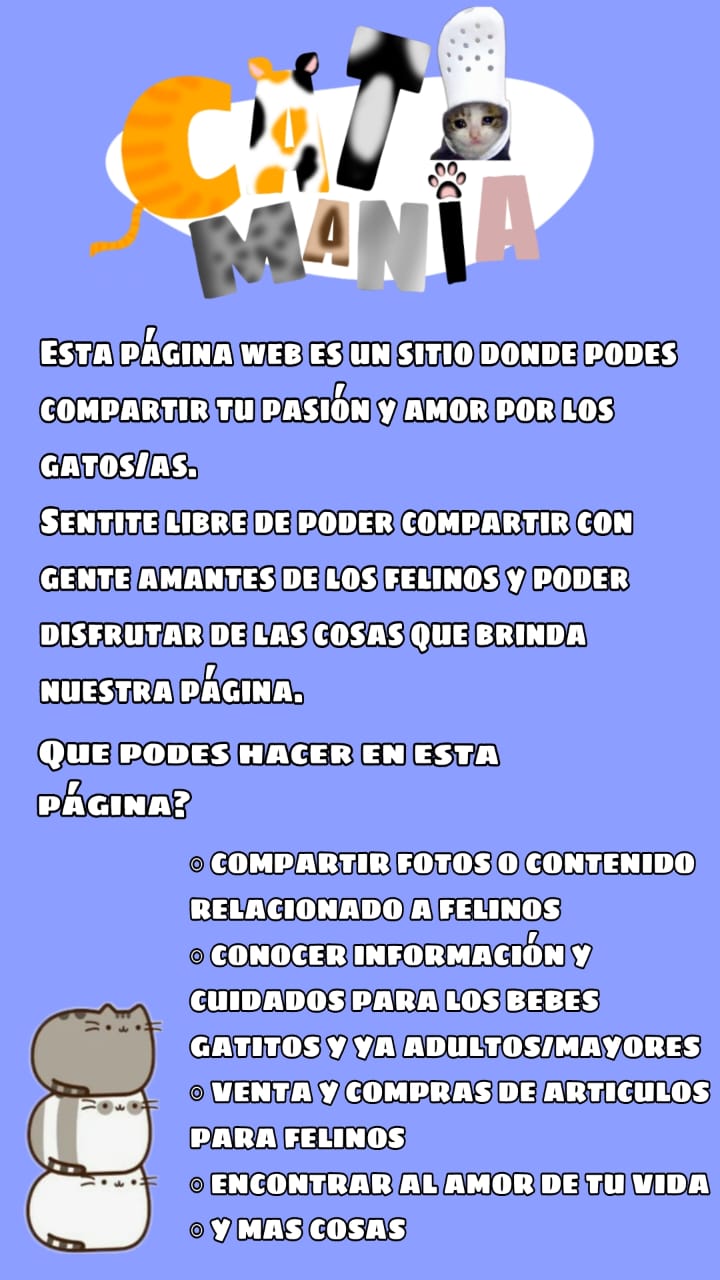 CAT
MANIA
Esta página web es un sitio donde podes
compartir tu pasión y amor por los
gatos/as.
Sentite libre de poder compartir con
gente amantes de los felinos y poder
disfrutar de las cosas que brinda
nuestra página.
Que podes hacer en esta
página?
◦ compartir fotos o contenido
relacionado a felinos
◦ conocer información y
cuidados para los bebes
gatitos y ya adultos/mayores
◦ venta y compras de articulos
para felinos
◦ encontrar al amor de tu vida
◦ y mas cosas